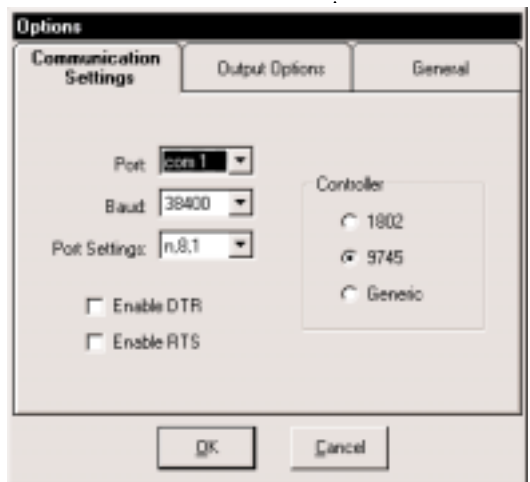 Options
Communication Settings
Output Options
General
Port: com 1
Baud: 38400
Port Settings: n,8,1
Enable DTR
Enable RTS
Controller
1802
9745
Generic
OK
Cancel